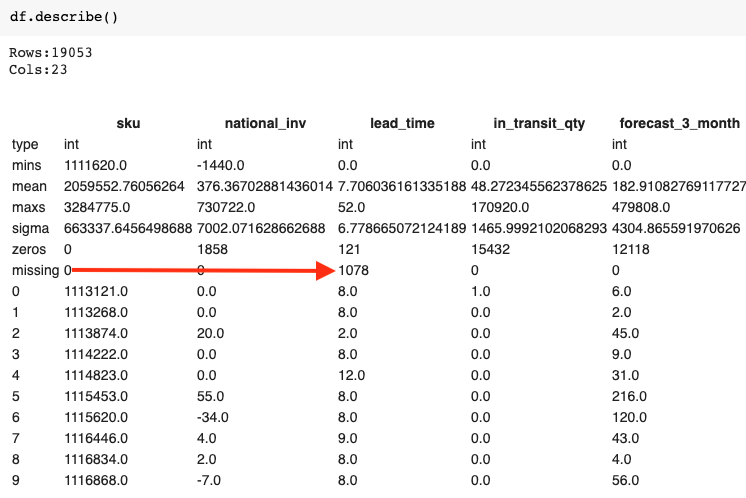 df.describe()
Rows:19053
Cols:23
sku national_inv lead_time in_transit_qty forecast_3_month
type int int int int int
mins 1111620.0 -1440.0 0.0 0.0 0.0
mean 2059552.76056264 376.36702881436014 7.706036161335188 48.272345562378625 182.91082769117727
maxs 3284775.0 730722.0 52.0 170920.0 479808.0
sigma 663337.6456498688 7002.071628662688 6.778665072124189 1465.9992102068293 4304.865591970626
zeros 0 1858 121 15432 12118
missing 0 0 1078 0 0
0 1113121.0 0.0 8.0 1.0 6.0
1 1113268.0 0.0 8.0 0.0 2.0
2 1113874.0 20.0 2.0 0.0 45.0
3 1114222.0 0.0 8.0 0.0 9.0
4 1114823.0 0.0 12.0 0.0 31.0
5 1115453.0 55.0 8.0 0.0 216.0
6 1115620.0 -34.0 8.0 0.0 120.0
7 1116446.0 4.0 9.0 0.0 43.0
8 1116834.0 2.0 8.0 0.0 4.0
9 1116868.0 -7.0 8.0 0.0 56.0